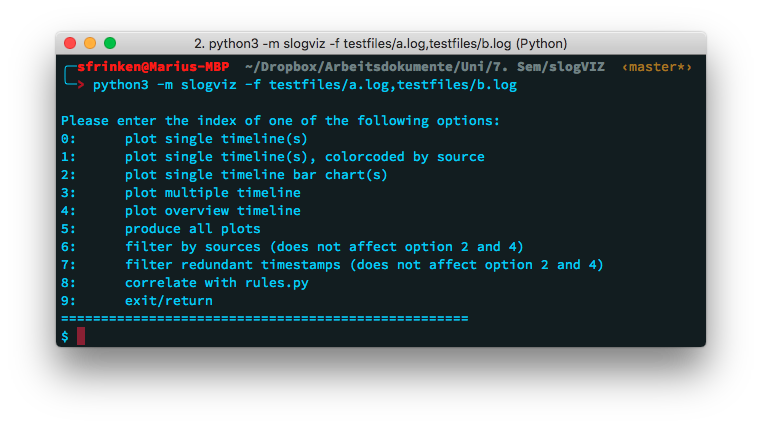 2. python3 -m slogviz -f testfiles/a.log,testfiles/b.log (Python)
sfrinken@Marius-MBP ~/Dropbox/Arbeitsdokumente/Uni/7. Sem/slogVIZ ‹master*›
> python3 -m slogviz -f testfiles/a.log,testfiles/b.log
Please enter the index of one of the following options:
0: plot single timeline(s)
1: plot single timeline(s), colorcoded by source
2: plot single timeline bar chart(s)
3: plot multiple timeline
4: plot overview timeline
5: produce all plots
6: filter by sources (does not affect option 2 and 4)
7: filter redundant timestamps (does not affect option 2 and 4)
8: correlate with rules.py
9: exit/return
===================================================
$